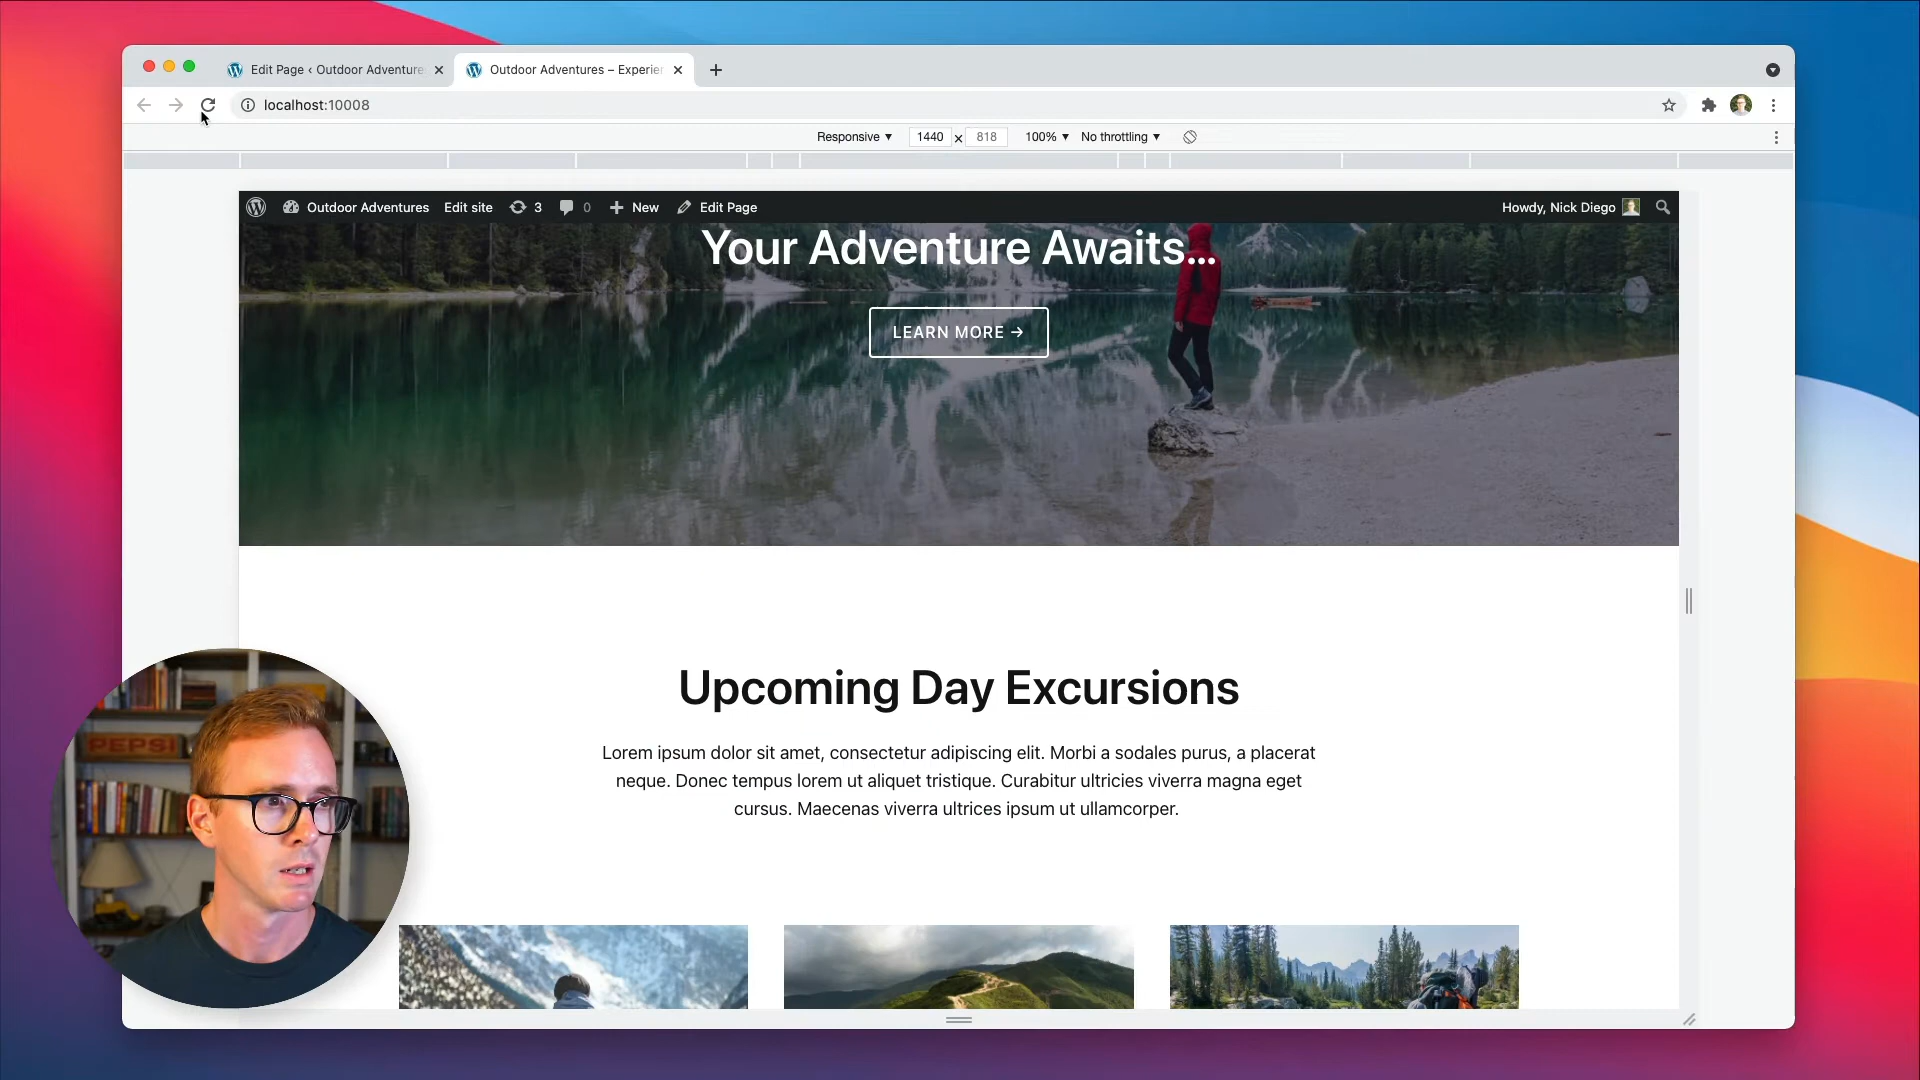 Edit Page ‹ Outdoor Adventure
Outdoor Adventures – Experier
localhost:10008
Responsive
1440
818
100%
No throttling
Outdoor Adventures
Edit site
3
0
New
Edit Page
Howdy, Nick Diego
Your Adventure Awaits...
LEARN MORE →
Upcoming Day Excursions
Lorem ipsum dolor sit amet, consectetur adipiscing elit. Morbi a sodales purus, a placerat
neque. Donec tempus lorem ut aliquet tristique. Curabitur ultricies viverra magna eget
cursus. Maecenas viverra ultrices ipsum ut ullamcorper.
PEPSI